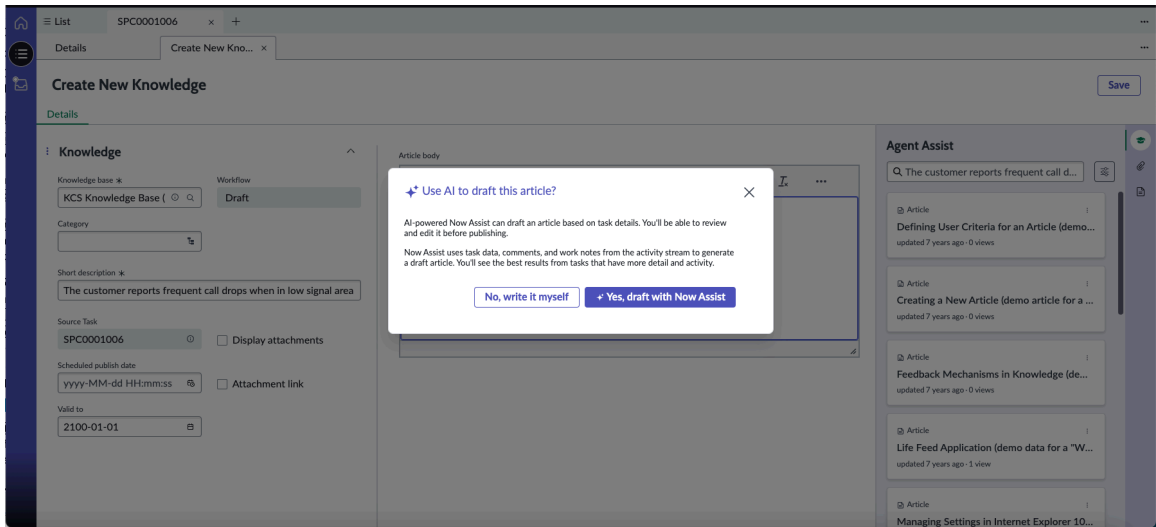 List
SPC0001006
Details
Create New Kno...
Create New Knowledge
Save
Details
Knowledge
Knowledge base *
Workflow
KCS Knowledge Base (
Draft
Category
Short description *
The customer reports frequent call drops when in low signal area
Source Task
SPC0001006
Display attachments
Scheduled publish date
yyyy-MM-dd HH:mm:ss
Attachment link
Valid to
2100-01-01
Article body
Use AI to draft this article?
AI-powered Now Assist can draft an article based on task details. You'll be able to review
and edit it before publishing.
Now Assist uses task data, comments, and work notes from the activity stream to generate
a draft article. You'll see the best results from tasks that have more detail and activity.
No, write it myself
Yes, draft with Now Assist
Agent Assist
The customer reports frequent call d...
Article
Defining User Criteria for an Article (demo...
updated 7 years ago · 0 views
Article
Creating a New Article (demo article for a ...
updated 7 years ago · 0 views
Article
Feedback Mechanisms in Knowledge (de...
updated 7 years ago · 0 views
Article
Life Feed Application (demo data for a "W...
updated 7 years ago · 1 view
Article
Managing Settings in Internet Explorer 10...